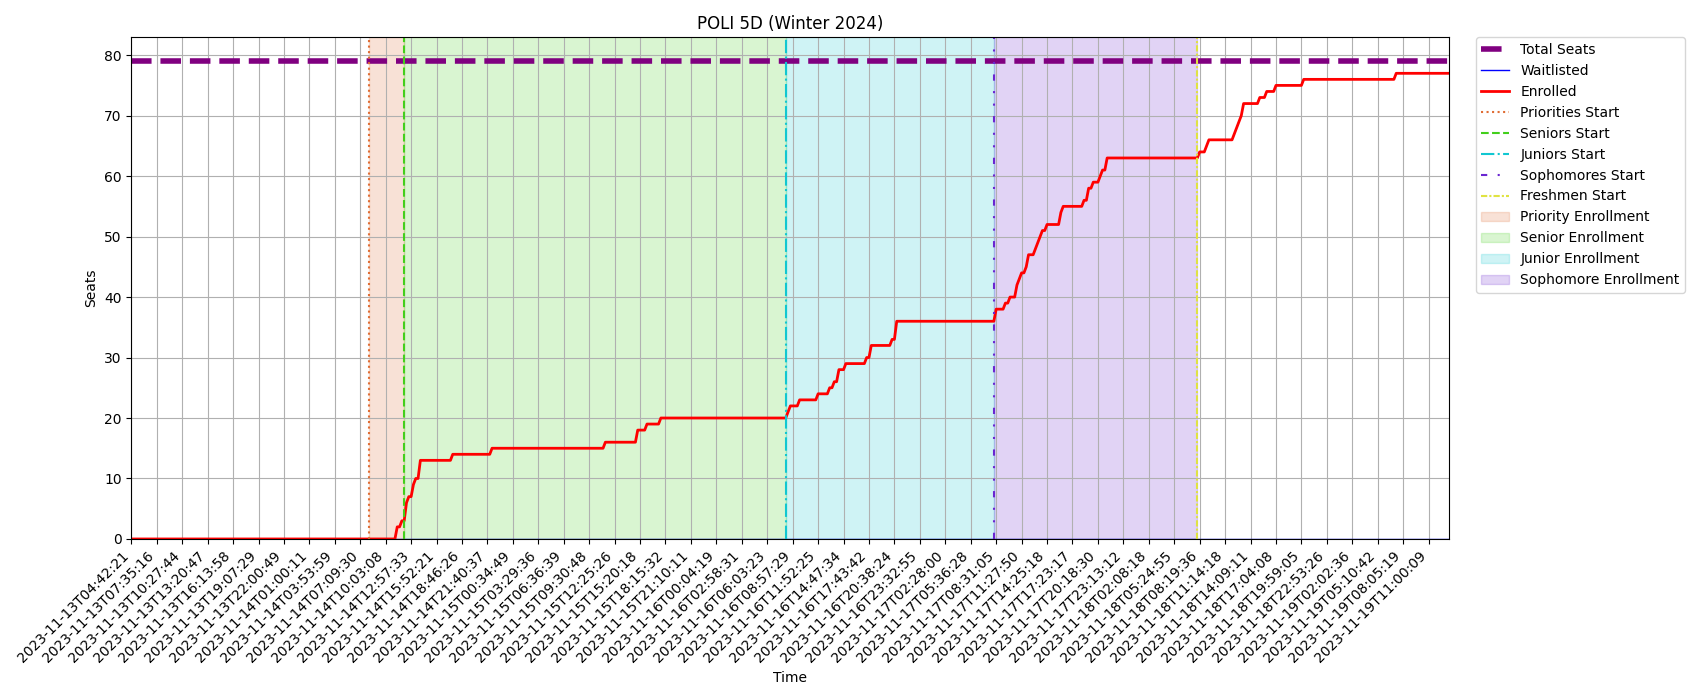 POLI 5D (Winter 2024)
Total Seats
Waitlisted
Enrolled
Priorities Start
Seniors Start
Juniors Start
Sophomores Start
Freshmen Start
Priority Enrollment
Senior Enrollment
Junior Enrollment
Sophomore Enrollment
Seats
80
70
60
50
40
30
20
10
0
2023-11-13T04:42:21
2023-11-13T07:35:16
2023-11-13T10:27:44
2023-11-13T13:20:47
2023-11-13T16:13:58
2023-11-13T19:07:29
2023-11-13T22:00:49
2023-11-14T01:00:11
2023-11-14T03:53:59
2023-11-14T07:09:30
2023-11-14T10:03:08
2023-11-14T12:57:33
2023-11-14T15:52:21
2023-11-14T18:46:26
2023-11-14T21:40:37
2023-11-15T00:34:49
2023-11-15T03:29:36
2023-11-15T06:36:39
2023-11-15T09:30:48
2023-11-15T12:25:26
2023-11-15T15:20:18
2023-11-15T18:15:32
2023-11-15T21:10:11
2023-11-16T00:04:19
2023-11-16T02:58:31
2023-11-16T06:03:23
2023-11-16T08:57:29
2023-11-16T11:52:25
2023-11-16T14:47:34
2023-11-16T17:43:42
2023-11-16T20:38:24
2023-11-16T23:32:55
2023-11-17T02:28:00
2023-11-17T05:36:28
2023-11-17T08:31:05
2023-11-17T11:27:50
2023-11-17T14:25:18
2023-11-17T17:23:17
2023-11-17T20:18:30
2023-11-17T23:13:12
2023-11-18T02:08:18
2023-11-18T05:24:55
2023-11-18T08:19:36
2023-11-18T11:14:18
2023-11-18T14:09:11
2023-11-18T17:04:08
2023-11-18T19:59:05
2023-11-18T22:53:26
2023-11-19T02:02:36
2023-11-19T05:10:42
2023-11-19T08:05:19
2023-11-19T11:00:09
Time